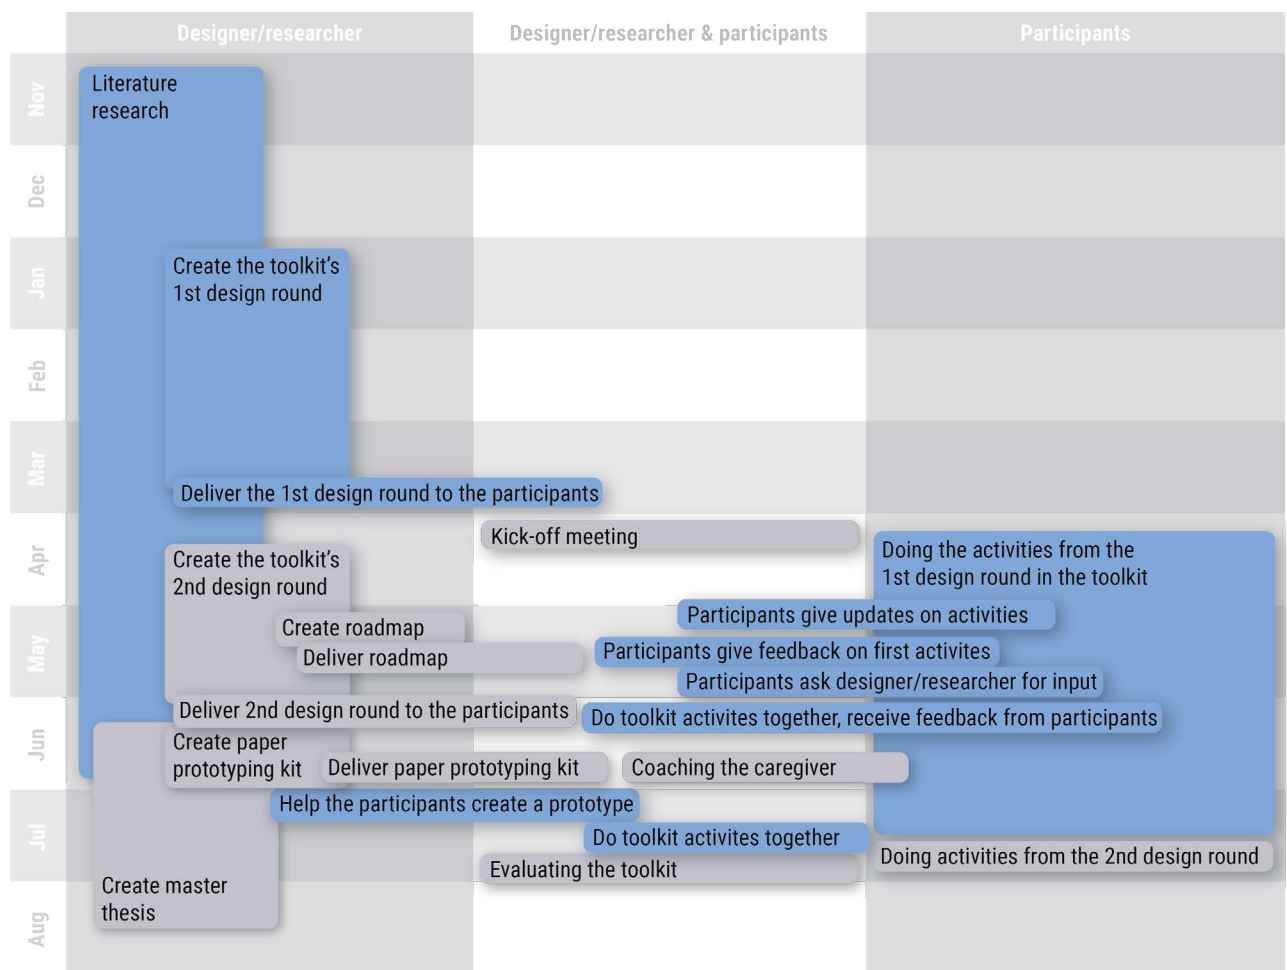 Designer/researcher
Designer/researcher & participants
Participants
Nov
Dec
Jan
Feb
Mar
Apr
May
Jun
Jul
Aug
Literature
research
Create the toolkit's
1st design round
Deliver the 1st design round to the participants
Kick-off meeting
Doing the activities from the
1st design round in the toolkit
Create the toolkit's
2nd design round
Participants give updates on activities
Create roadmap
Deliver roadmap
Participants give feedback on first activites
Participants ask designer/researcher for input
Deliver 2nd design round to the participants
Do toolkit activites together, receive feedback from participants
Create paper
prototyping kit
Deliver paper prototyping kit
Coaching the caregiver
Help the participants create a prototype
Do toolkit activites together
Evaluating the toolkit
Doing activities from the 2nd design round
Create master
thesis